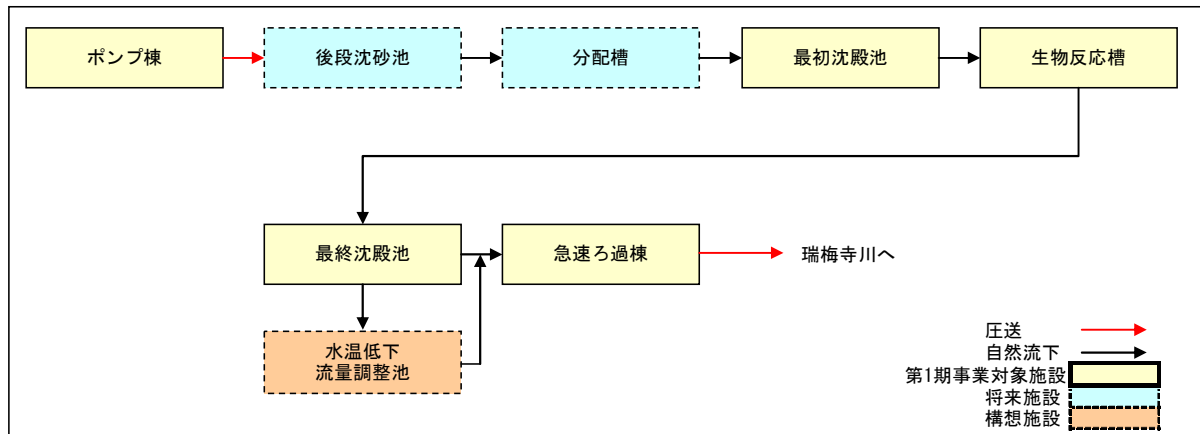 ポンプ棟
後段沈砂池
分配槽
最初沈殿池
生物反応槽
最終沈殿池
急速ろ過棟
瑞梅寺川へ
水温低下
流量調整池
圧送
自然流下
第1期事業対象施設
将来施設
構想施設